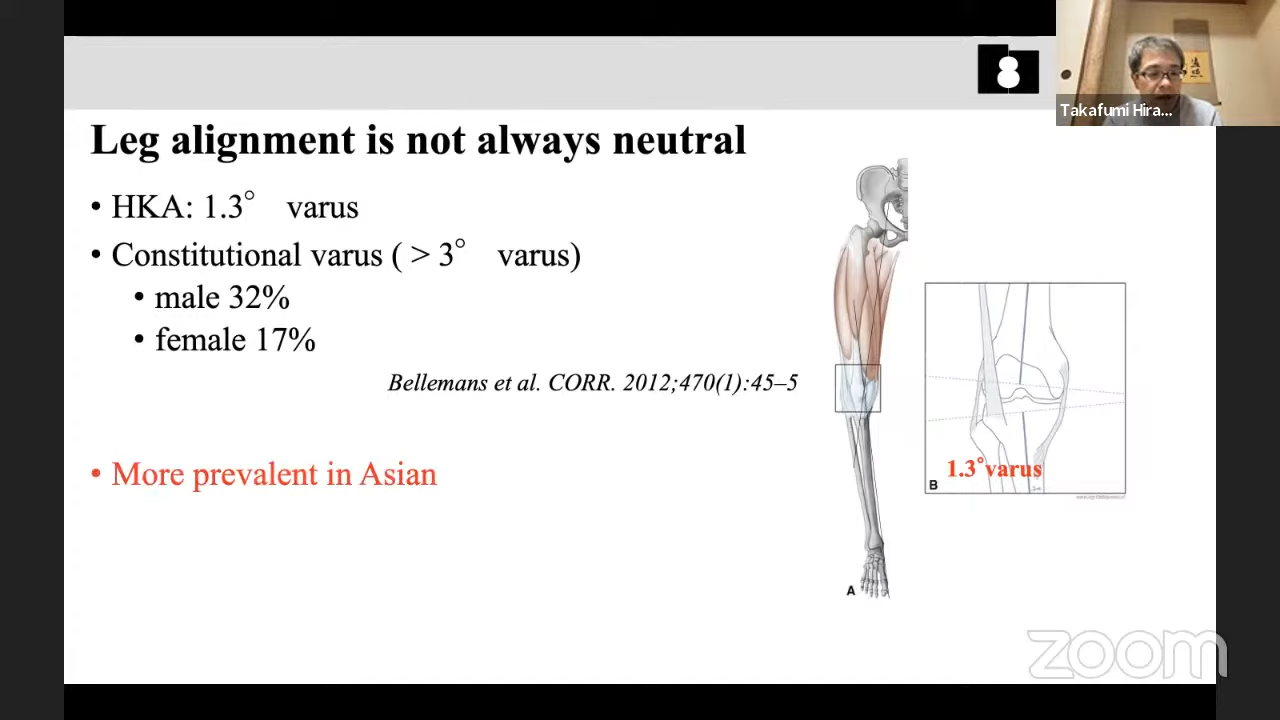 Takafumi Hira...
Leg alignment is not always neutral
• HKA: 1.3° varus
• Constitutional varus ( > 3° varus)
• male 32%
• female 17%
Bellemans et al. CORR. 2012;470(1):45–5
• More prevalent in Asian
1.3°varus
B
A
zoom